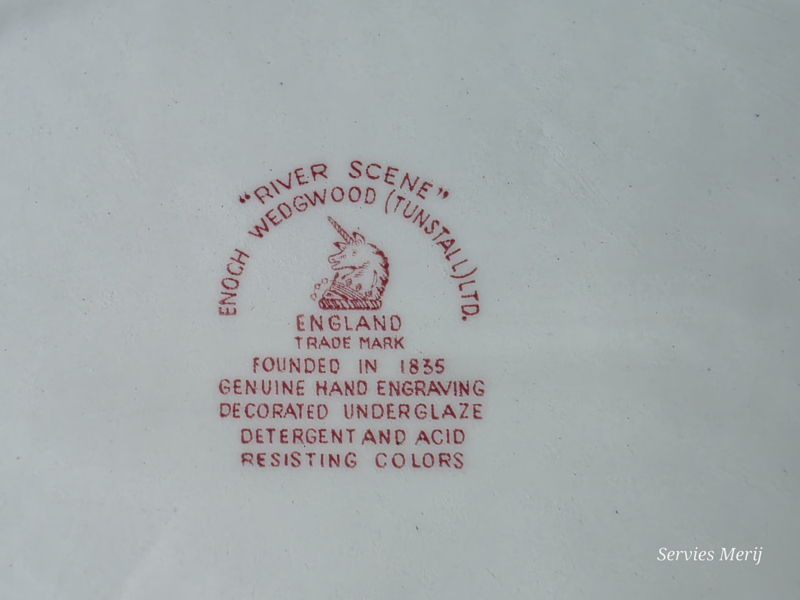 "RIVER SCENE"
ENOCH WEDGWOOD (TUNSTALL) LTD.
ENGLAND
TRADE MARK
FOUNDED IN 1835
GENUINE HAND ENGRAVING
DECORATED UNDERGLAZE
DETERGENT AND ACID
RESISTING COLORS
Servies Merij